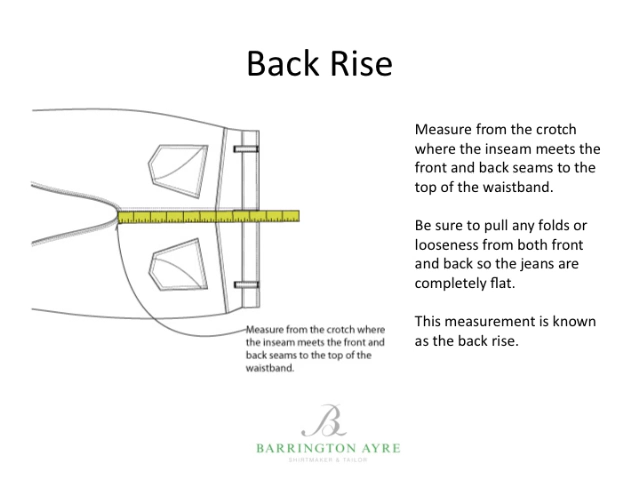 Back Rise
Measure from the crotch
where the inseam meets the
front and back seams to the
top of the waistband.
Be sure to pull any folds or
looseness from both front
and back so the jeans are
completely flat.
This measurement is known
as the back rise.
Measure from the crotch where
the inseam meets the front and
back seams to the top of the
waistband.
B
BARRINGTON AYRE
SHIRTMAKER & TAILOR